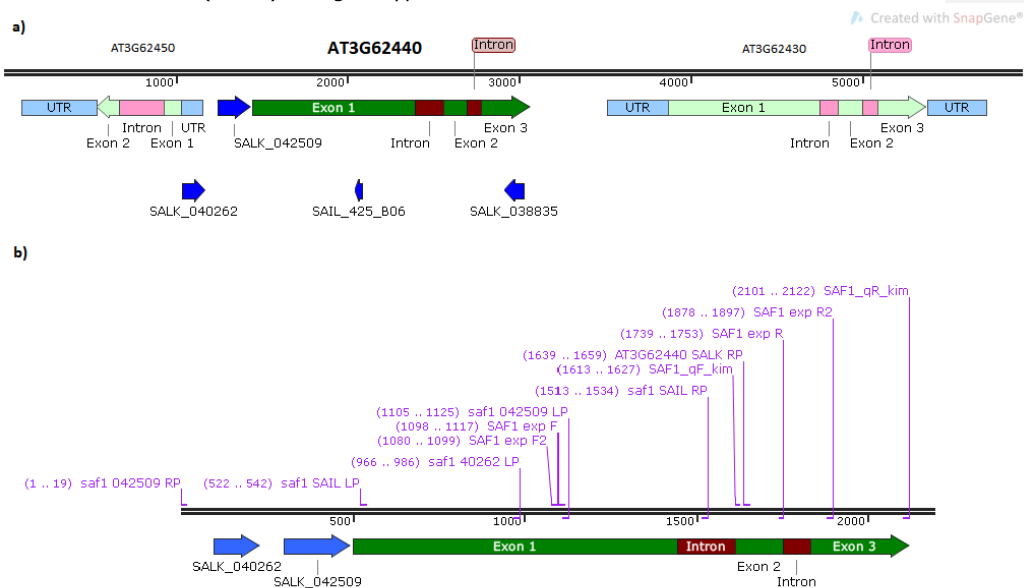 Created with SnapGene®
a)
AT3G62450
AT3G62440
Intron
AT3G62430
Intron
1000
2000
3000
4000
5000
UTR
Exon 1
UTR
Exon 1
UTR
Intron
UTR
Exon 2
Exon 1
SALK_042509
Intron
Exon 3
Exon 2
Intron
Exon 3
Exon 2
SALK_040262
SAIL_425_B06
SALK_038835
b)
(2101 .. 2122) SAF1_qR_kim
(1878 .. 1897) SAF1 exp R2
(1739 .. 1753) SAF1 exp R
(1639 .. 1659) AT3G62440 SALK RP
(1613 .. 1627) SAF1_qF_kim
(1513 .. 1534) saf1 SAIL RP
(1105 .. 1125) saf1 042509 LP
(1098 .. 1117) SAF1 exp F
(1080 .. 1099) SAF1 exp F2
(966 .. 986) saf1 40262 LP
(1 .. 19) saf1 042509 RP
(522 .. 542) saf1 SAIL LP
500
1000
1500
2000
Exon 1
Intron
Exon 3
SALK_040262
Exon 2
SALK_042509
Intron